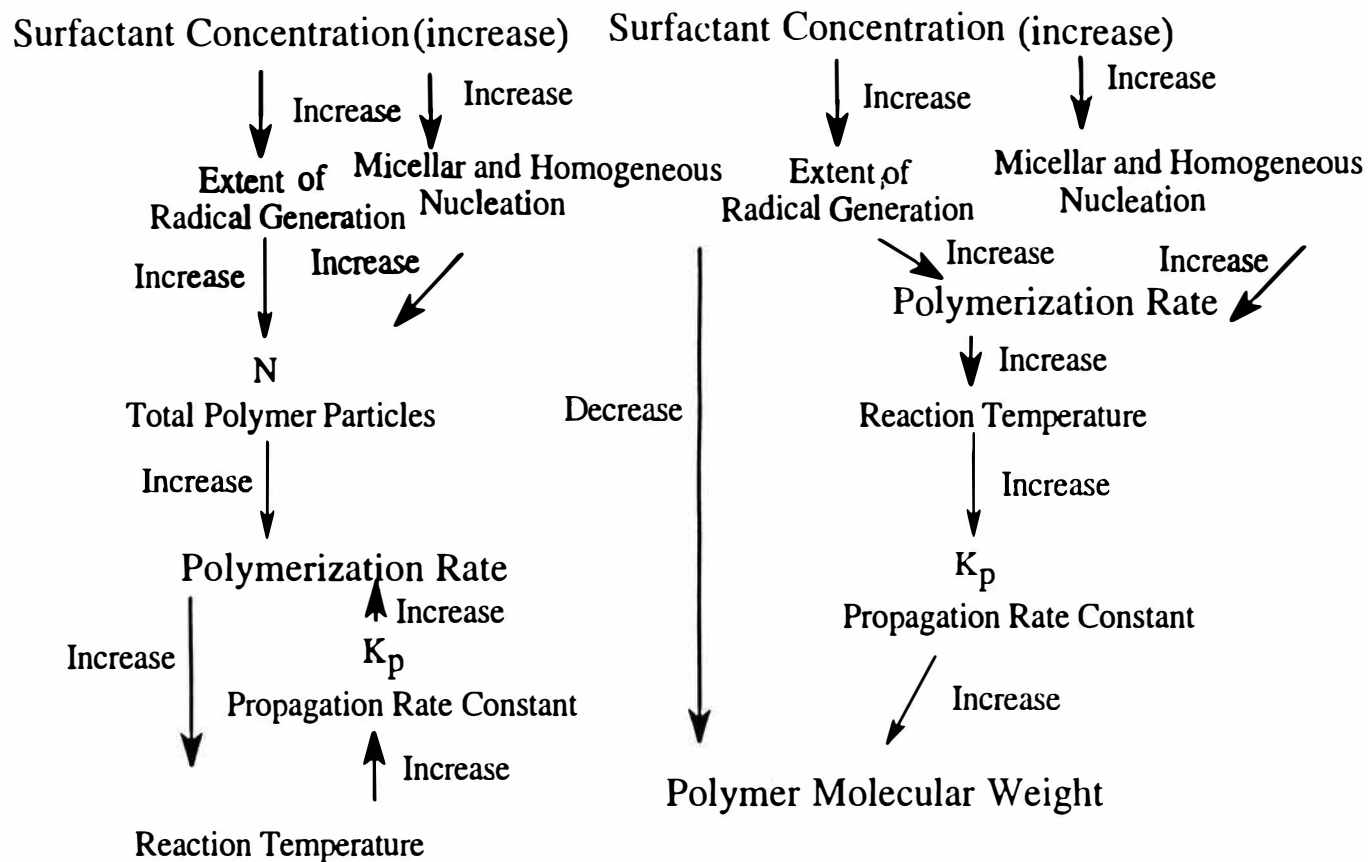 Surfactant Concentration (increase)
Increase
Increase
Extent of
Radical Generation
Micellar and Homogeneous
Nucleation
Increase
Increase
N
Total Polymer Particles
Increase
Polymerization Rate
Increase
Increase
Kp
Propagation Rate Constant
Increase
Reaction Temperature
Surfactant Concentration (increase)
Increase
Increase
Extent of
Radical Generation
Micellar and Homogeneous
Nucleation
Increase
Increase
Polymerization Rate
Increase
Decrease
Reaction Temperature
Increase
Kp
Propagation Rate Constant
Increase
Polymer Molecular Weight